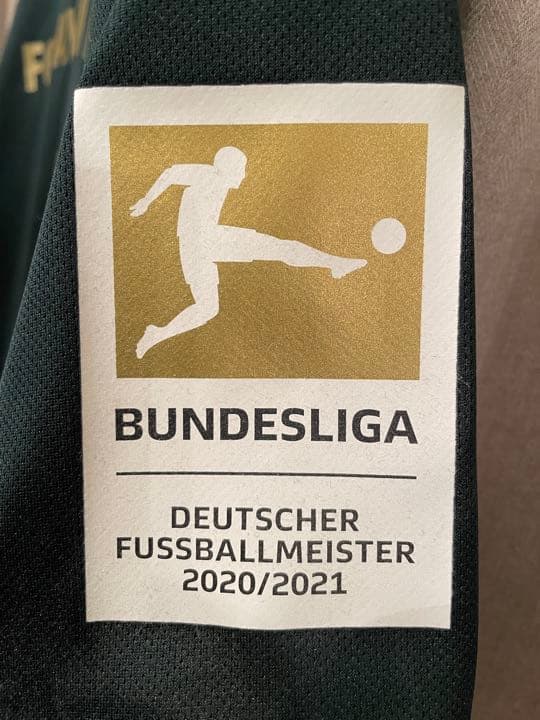 BUNDESLIGA
DEUTSCHER
FUSSBALLMEISTER
2020/2021